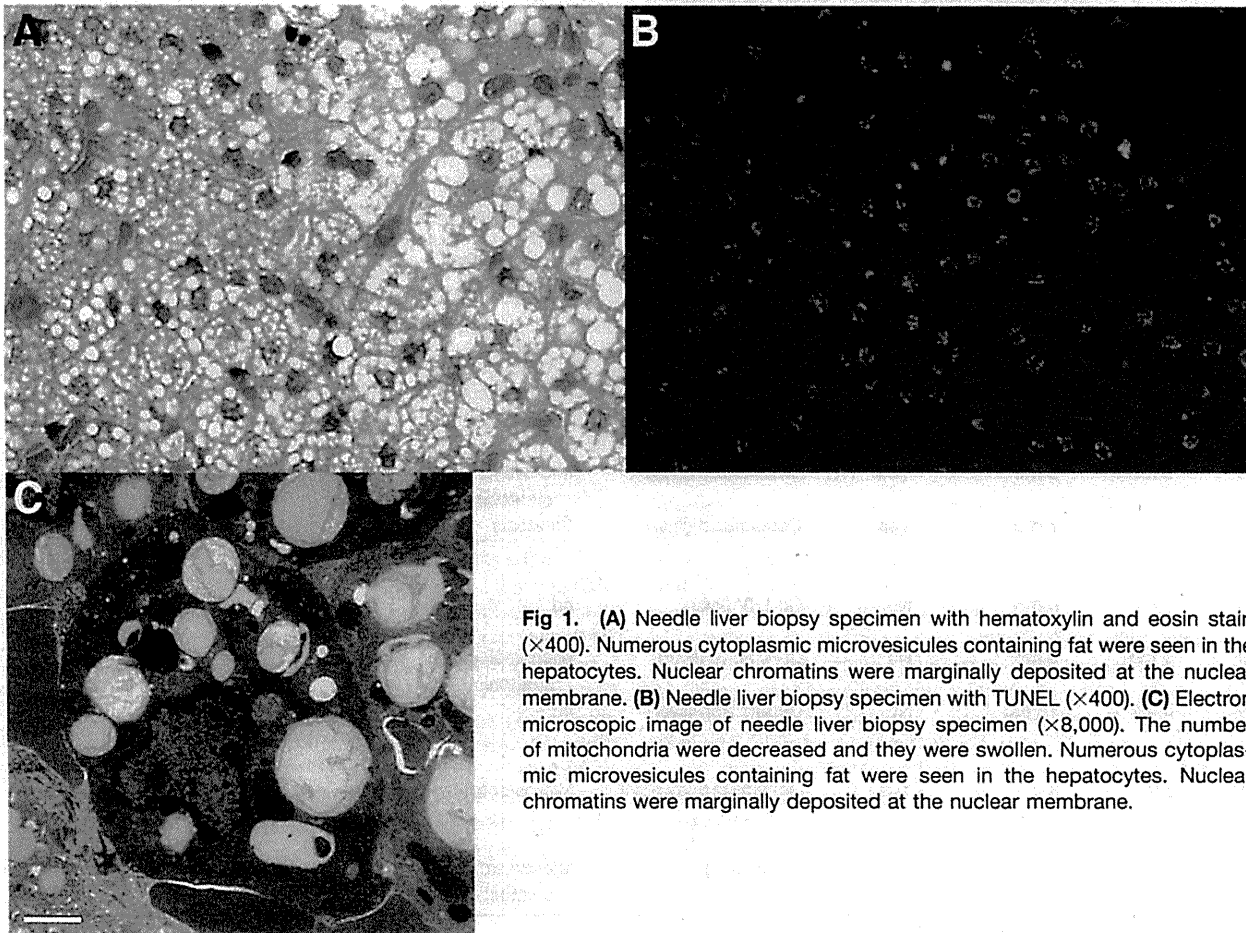 A
B
C
Fig 1. (A) Needle liver biopsy specimen with hematoxylin and eosin stain
(×400). Numerous cytoplasmic microvesicules containing fat were seen in the
hepatocytes. Nuclear chromatins were marginally deposited at the nuclear
membrane. (B) Needle liver biopsy specimen with TUNEL (×400). (C) Electron
microscopic image of needle liver biopsy specimen (×8,000). The number
of mitochondria were decreased and they were swollen. Numerous cytoplas-
mic microvesicules containing fat were seen in the hepatocytes. Nuclear
chromatins were marginally deposited at the nuclear membrane.